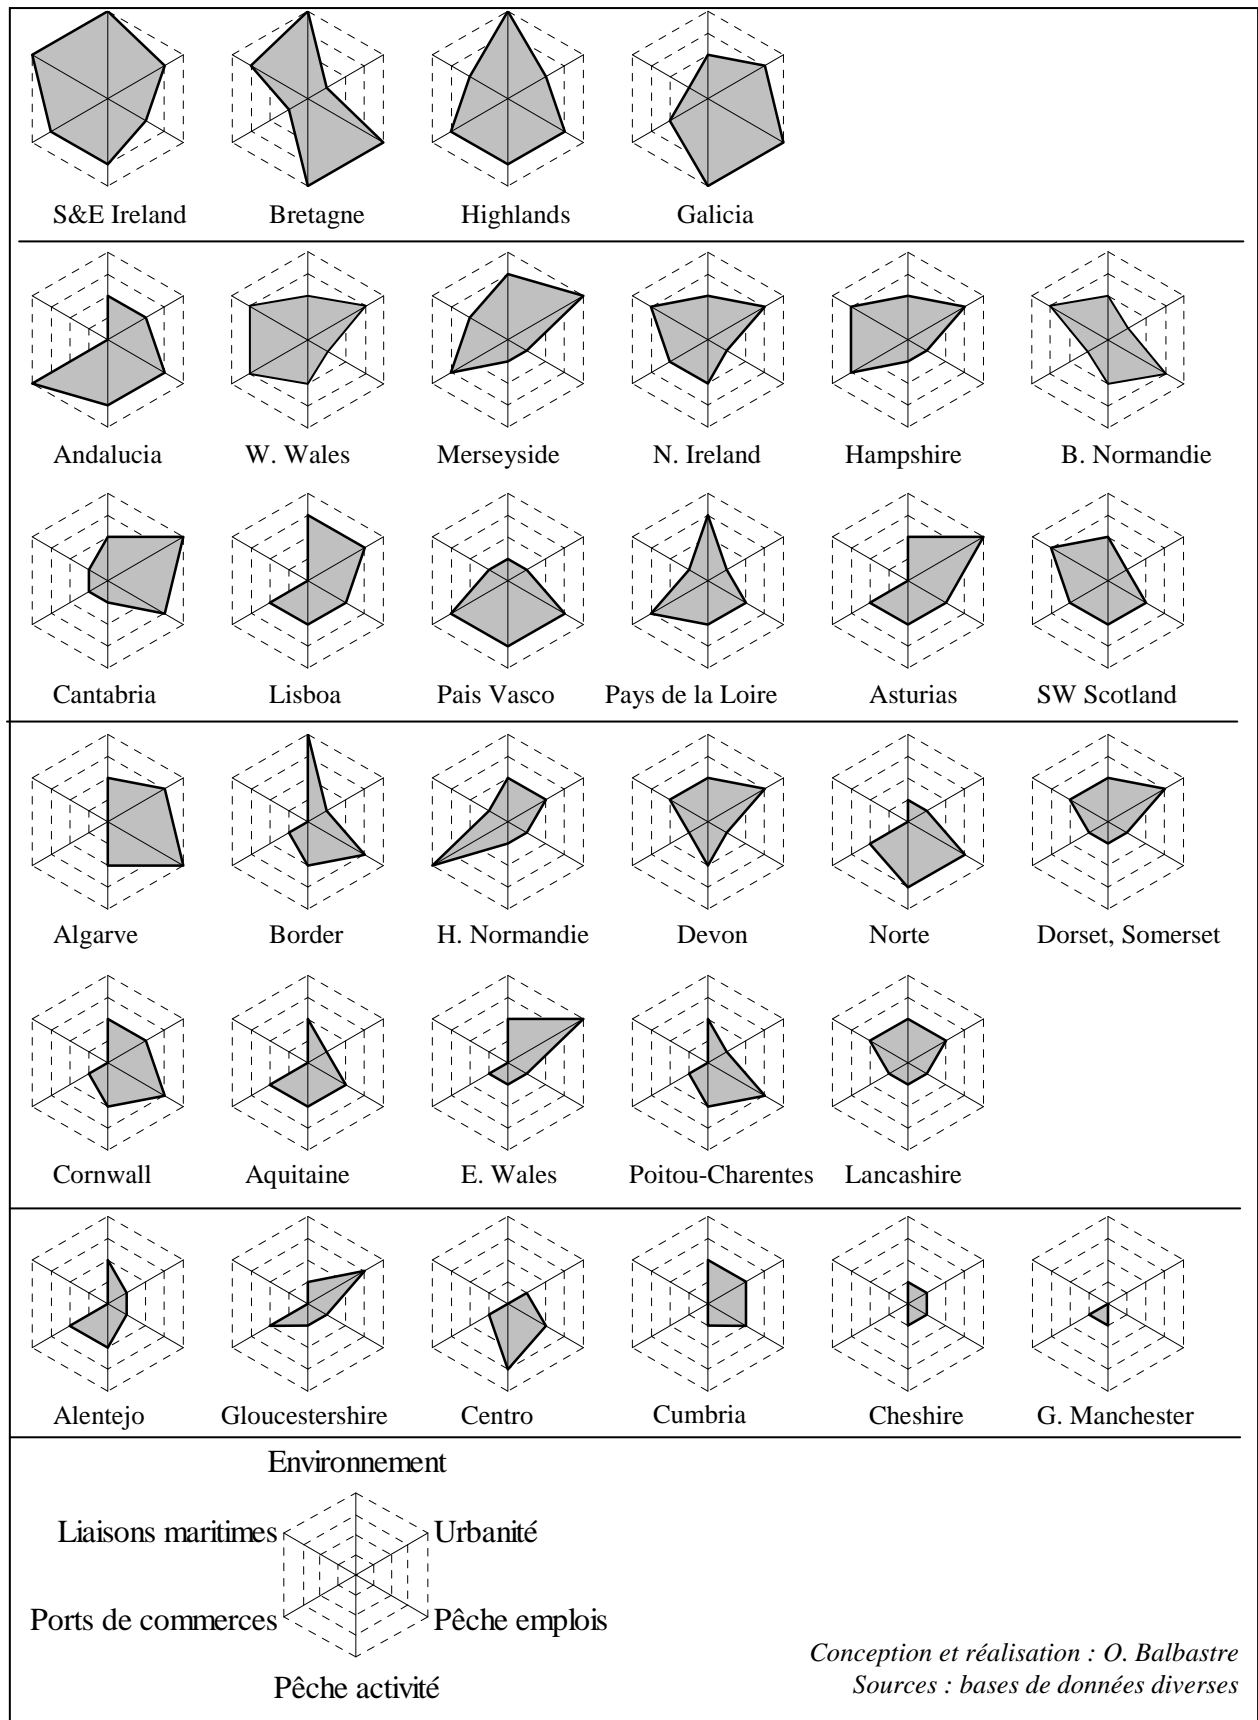 S&E Ireland Bretagne Highlands Galicia
Andalucia W. Wales Merseyside N. Ireland Hampshire B. Normandie
Cantabria Lisboa Pais Vasco Pays de la Loire Asturias SW Scotland
Algarve Border H. Normandie Devon Norte Dorset, Somerset
Cornwall Aquitaine E. Wales Poitou-Charentes Lancashire
Alentejo Gloucestershire Centro Cumbria Cheshire G. Manchester
Environnement
Liaisons maritimes Urbanité
Ports de commerces Pêche emplois
Pêche activité
Conception et réalisation : O. Balbastre
Sources : bases de données diverses